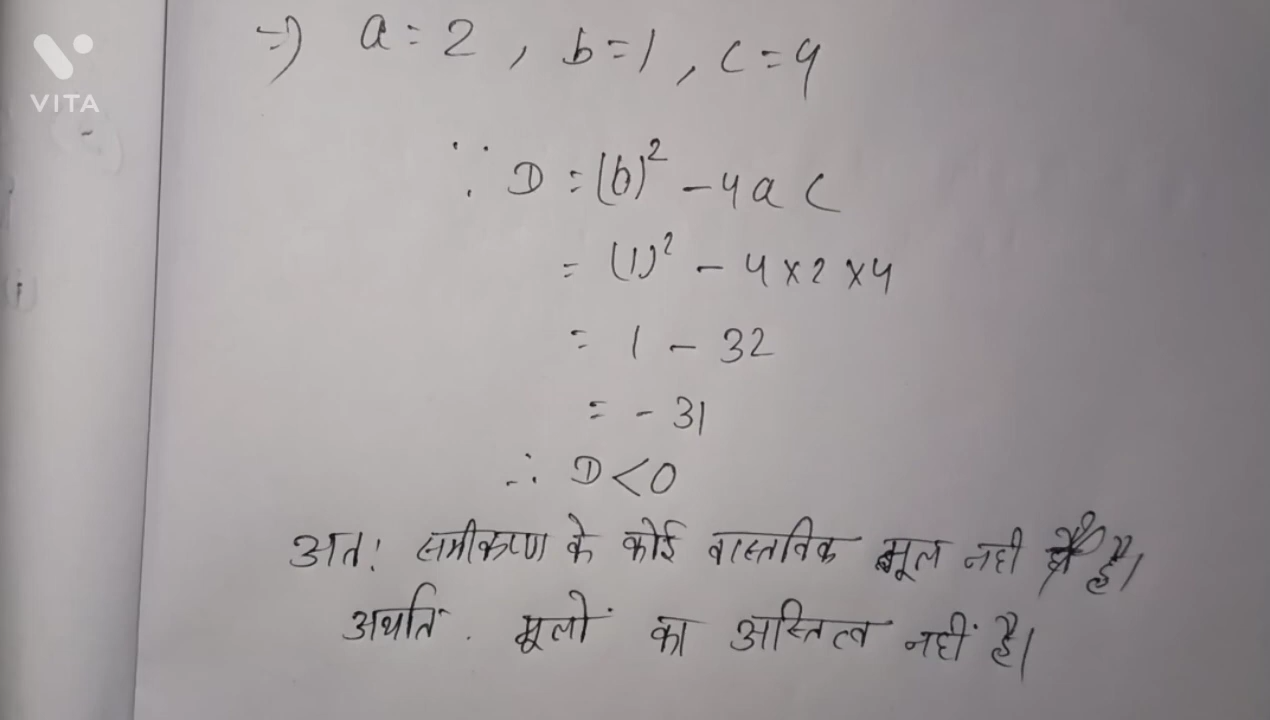 VITA
⇒) a = 2 , b = 1 , c = 4
∵ D = (b)² - 4 a c
= (1)² - 4 × 2 × 4
= 1 - 32
= - 31
∴ D < 0
अतः समीकरण के कोई वास्तविक मूल नही है।
अर्थात . मूलों का अस्तित्व नहीं है।